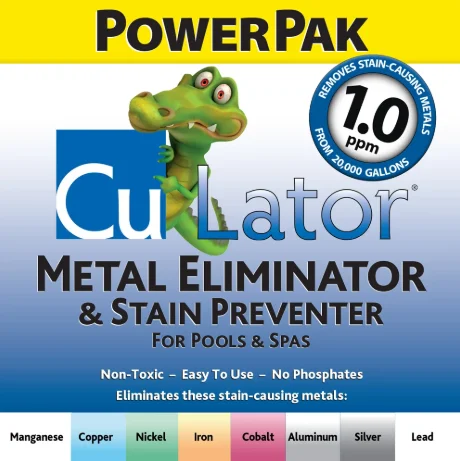 POWERPAK
REMOVES STAIN-CAUSING METALS
1.0
ppm
FROM 20,000 GALLONS
CuLator®
METAL ELIMINATOR
& STAIN PREVENTER
FOR POOLS & SPAS
Non-Toxic – Easy To Use – No Phosphates
Eliminates these stain-causing metals:
Manganese Copper Nickel Iron Cobalt Aluminum Silver Lead